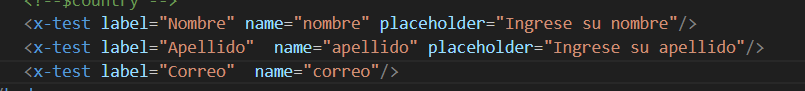 <!--$country -->
<x-test label="Nombre" name="nombre" placeholder="Ingrese su nombre"/>
<x-test label="Apellido"  name="apellido" placeholder="Ingrese su apellido"/>
<x-test label="Correo"  name="correo"/>